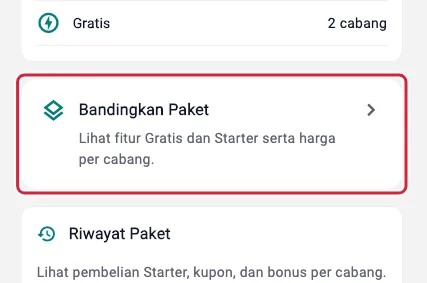 Gratis 2 cabang
Bandingkan Paket
Lihat fitur Gratis dan Starter serta harga
per cabang.
Riwayat Paket
Lihat pembelian Starter, kupon, dan bonus per cabang.